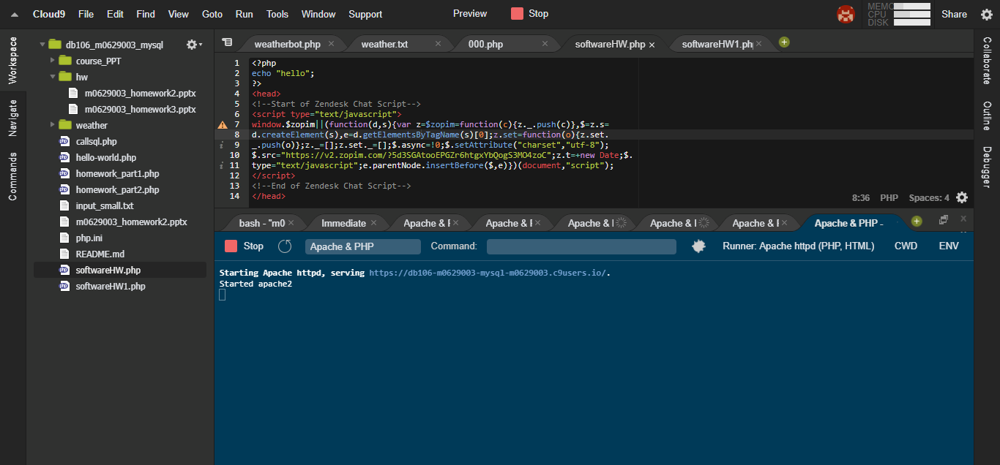 Cloud9 File Edit Find View Goto Run Tools Window Support Preview Stop MEMO CPU DISK Share
Workspace
Navigate
Commands
db106_m0629003_mysql
course_PPT
hw
m0629003_homework2.pptx
m0629003_homework3.pptx
weather
callsql.php
hello-world.php
homework_part1.php
homework_part2.php
input_small.txt
m0629003_homework2.pptx
php.ini
README.md
softwareHW.php
softwareHW1.php
weatherbot.php weather.txt 000.php softwareHW.php softwareHW1.ph
1 <?php
2 echo "hello";
3 ?>
4 <head>
5 <!--Start of Zendesk Chat Script-->
6 <script type="text/javascript">
7 window.$zopim||(function(d,s){var z=$zopim=function(c){z._.push(c)},$=z.s=
8 d.createElement(s),e=d.getElementsByTagName(s)[0];z.set=function(o){z.set.
9 _.push(o)};z._=[];z.set._=[];$.async=!0;$.setAttribute("charset","utf-8");
10 $.src="https://v2.zopim.com/?5d3SGAtooEPGZr6htgxYbQogS3MO4zoC";z.t=+new Date;$.
11 type="text/javascript";e.parentNode.insertBefore($,e)})(document,"script");
12 </script>
13 <!--End of Zendesk Chat Script-->
14 </head>
8:36 PHP Spaces: 4
bash - "m0 Immediate Apache & F Apache & F Apache & I Apache & I Apache & F Apache & PHP -
Stop Apache & PHP Command: Runner: Apache httpd (PHP, HTML) CWD ENV
Starting Apache httpd, serving https://db106-m0629003-mysql-m0629003.c9users.io/.
Started apache2
Collaborate
Outline
Debugger